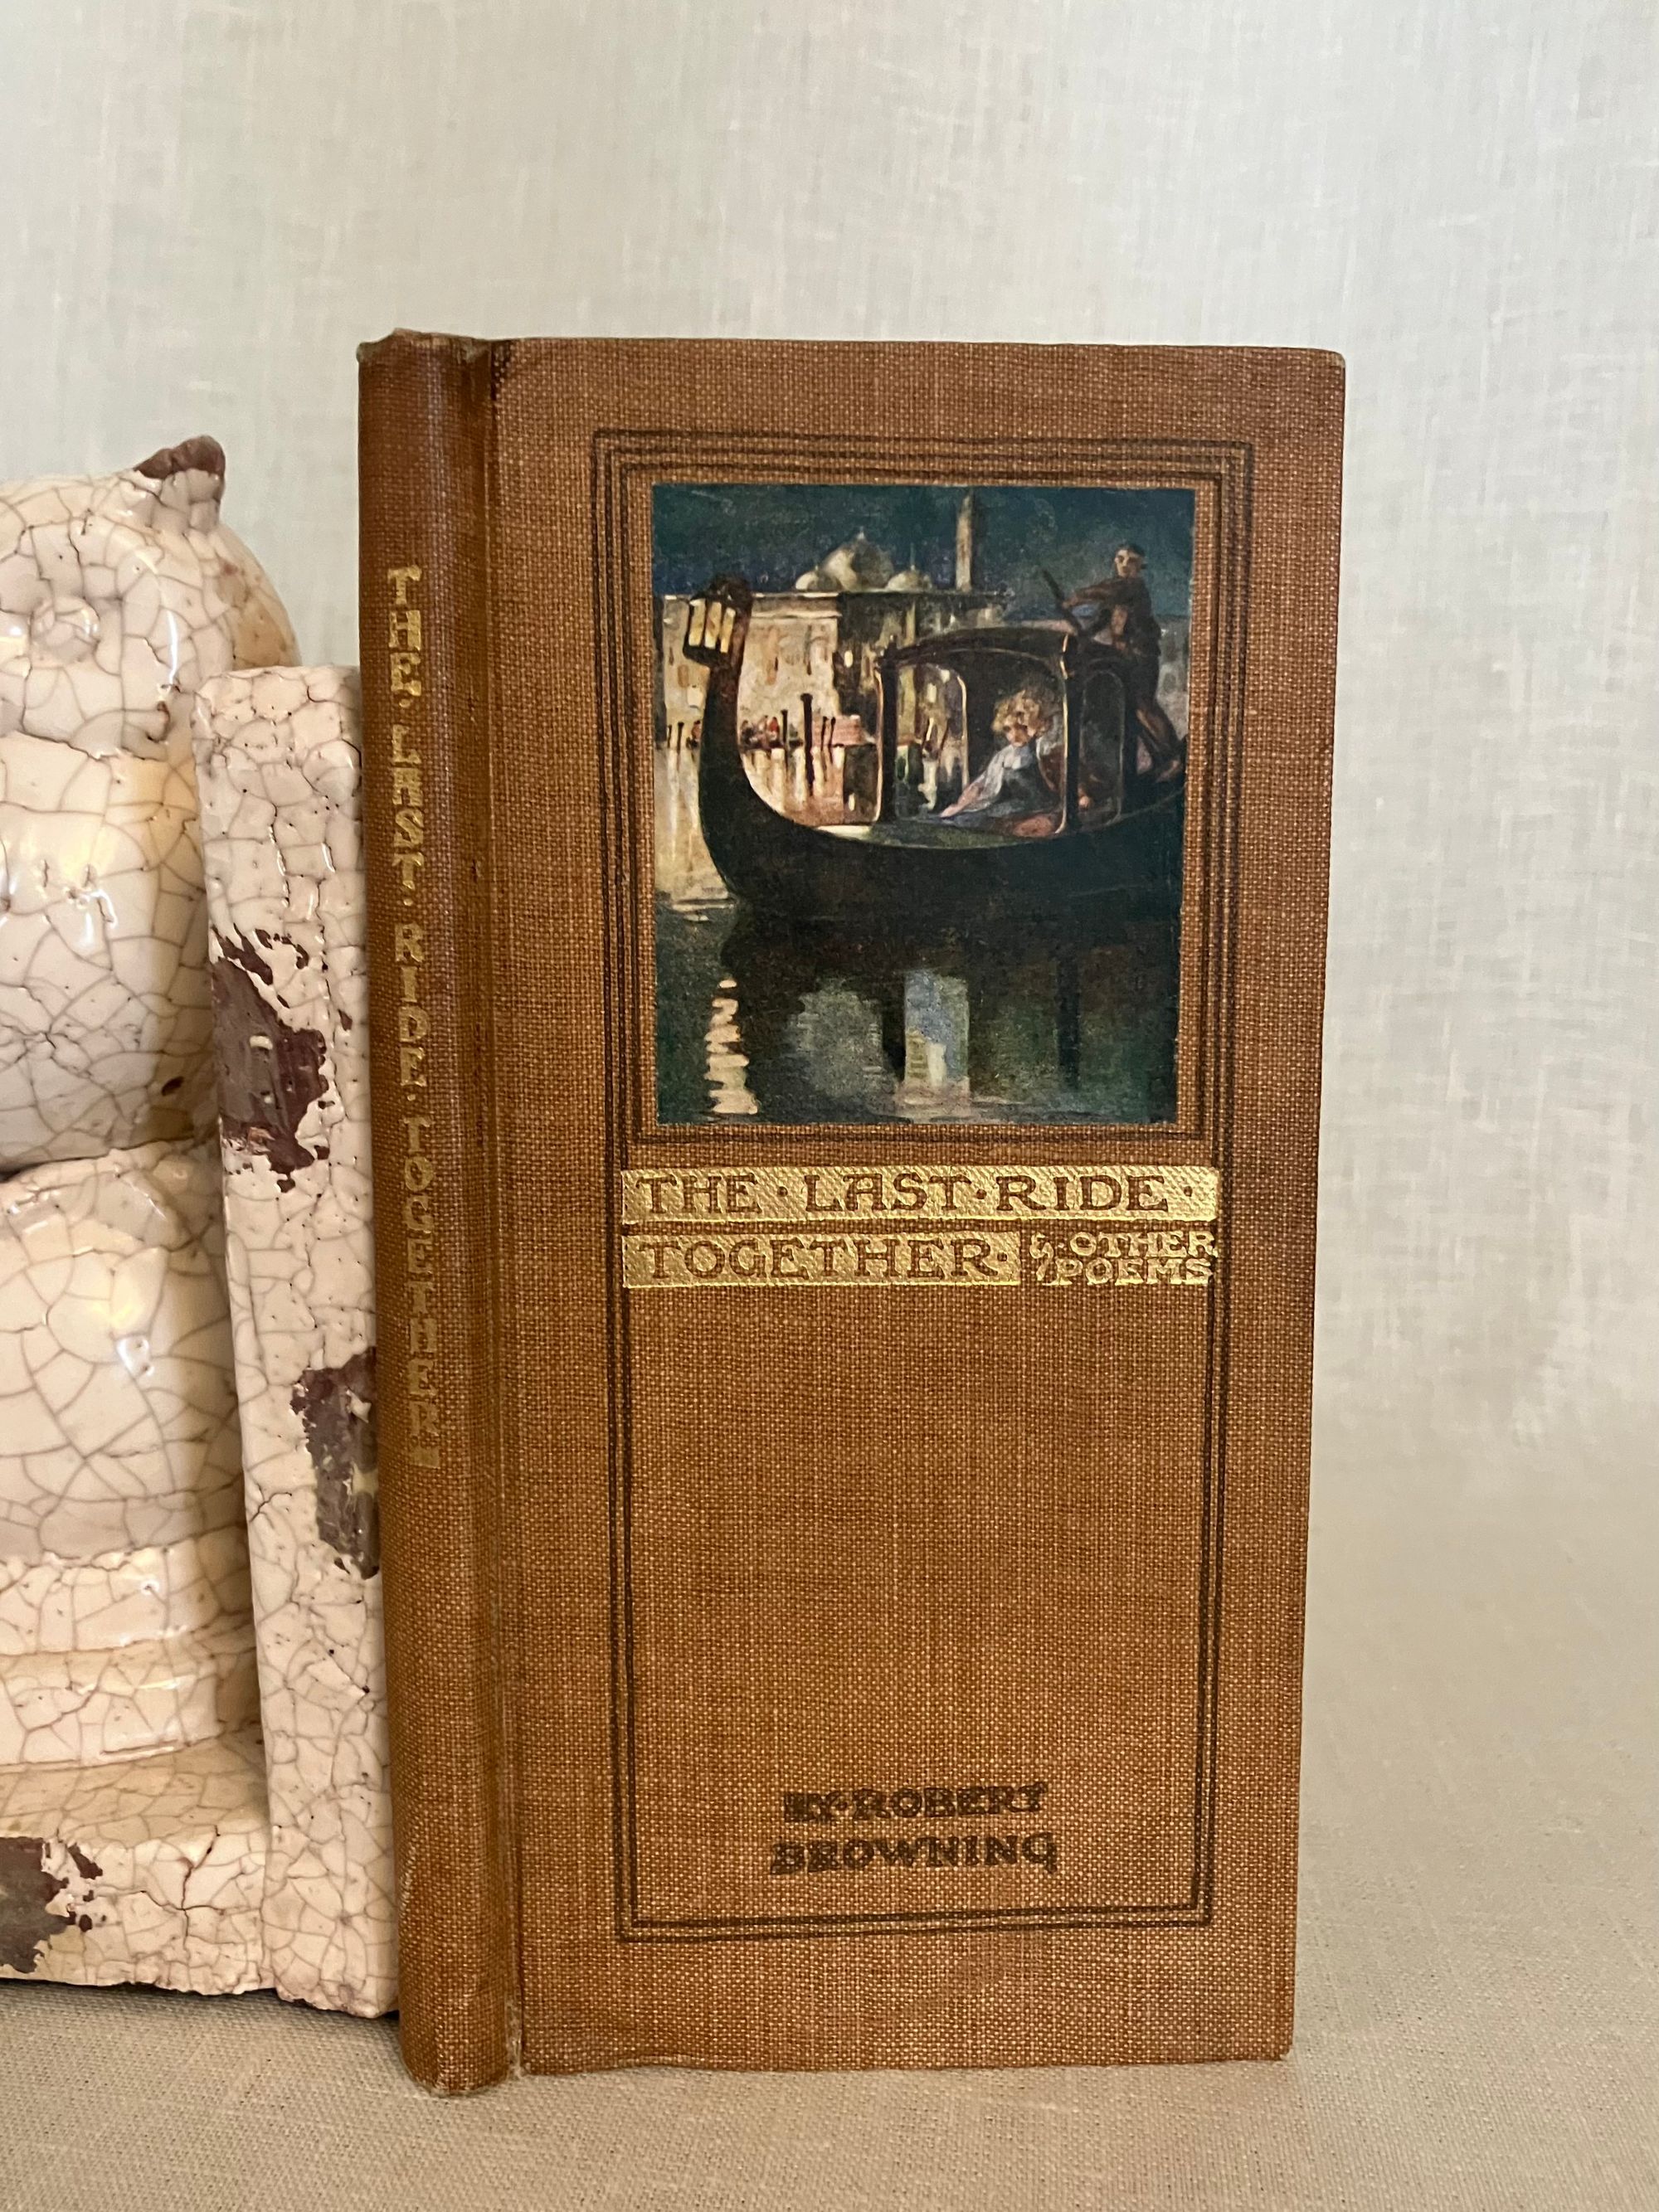 THE·LAST·RIDE·TOGETHER
THE·LAST·RIDE·
TOGETHER·
&·OTHER
POEMS
BY·ROBERT
BROWNING